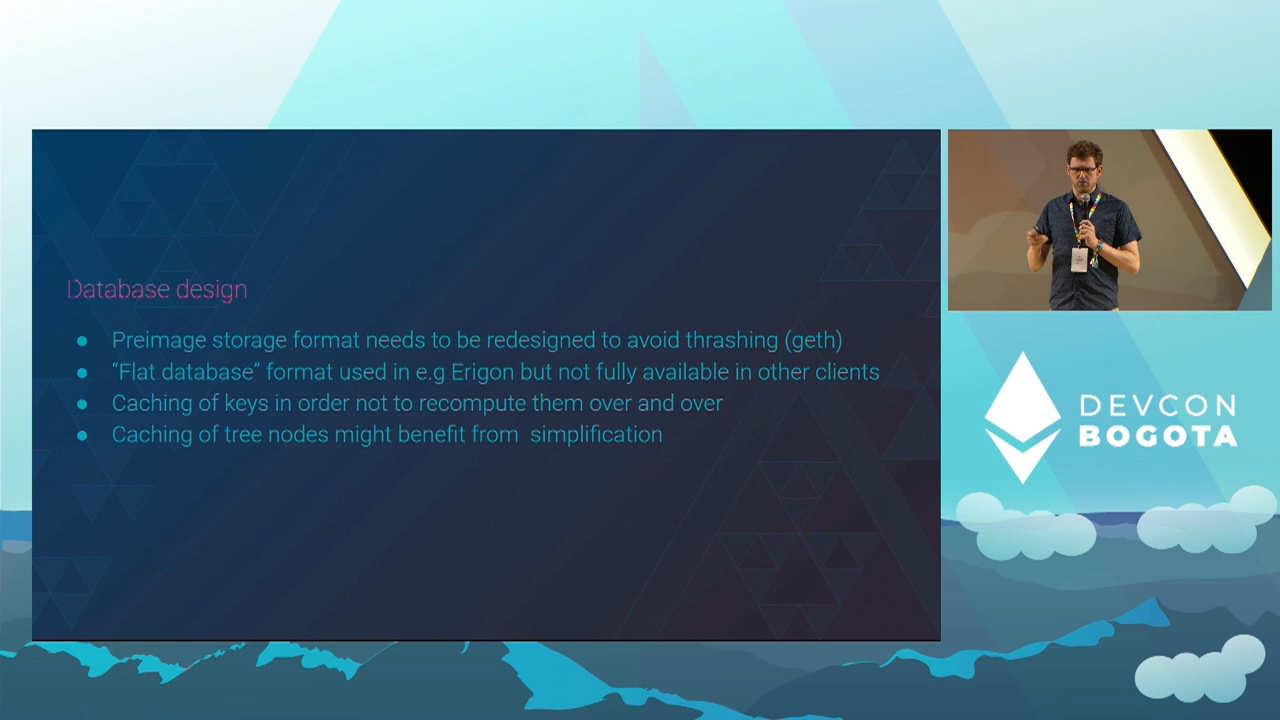 Database design
● Preimage storage format needs to be redesigned to avoid thrashing (geth)
● “Flat database” format used in e.g Erigon but not fully available in other clients
● Caching of keys in order not to recompute them over and over
● Caching of tree nodes might benefit from  simplification
DEVCON
BOGOTA